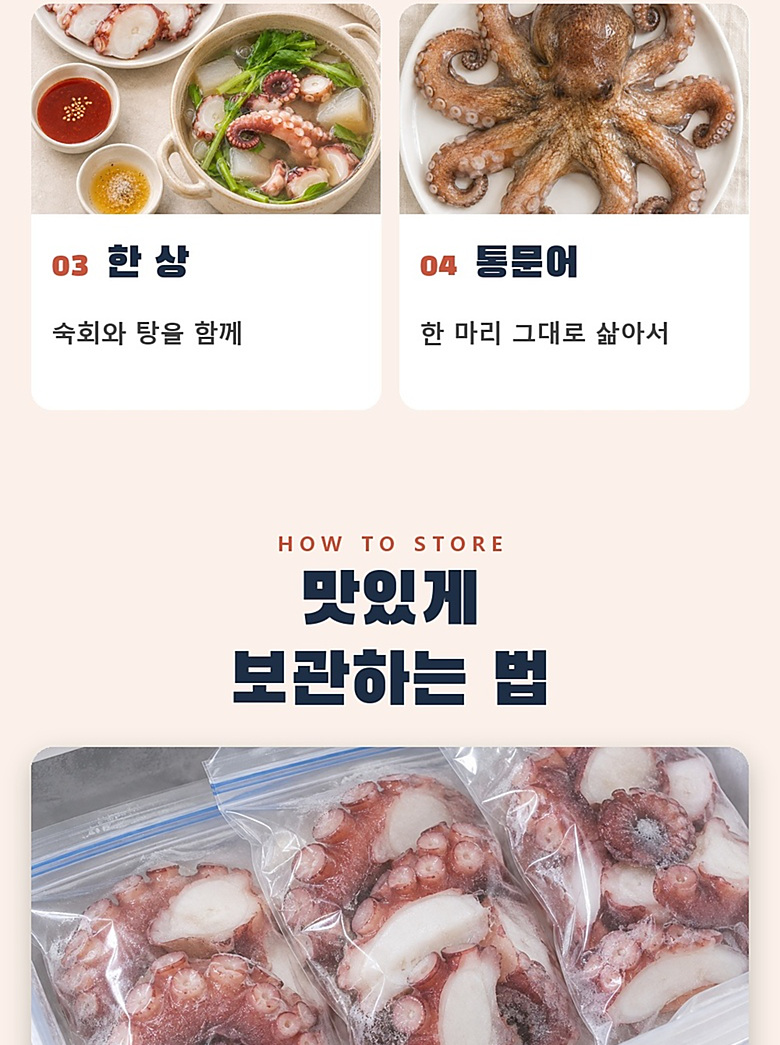 03 한 상
숙회와 탕을 함께
04 통문어
한 마리 그대로 삶아서
HOW TO STORE
맛있게
보관하는 법